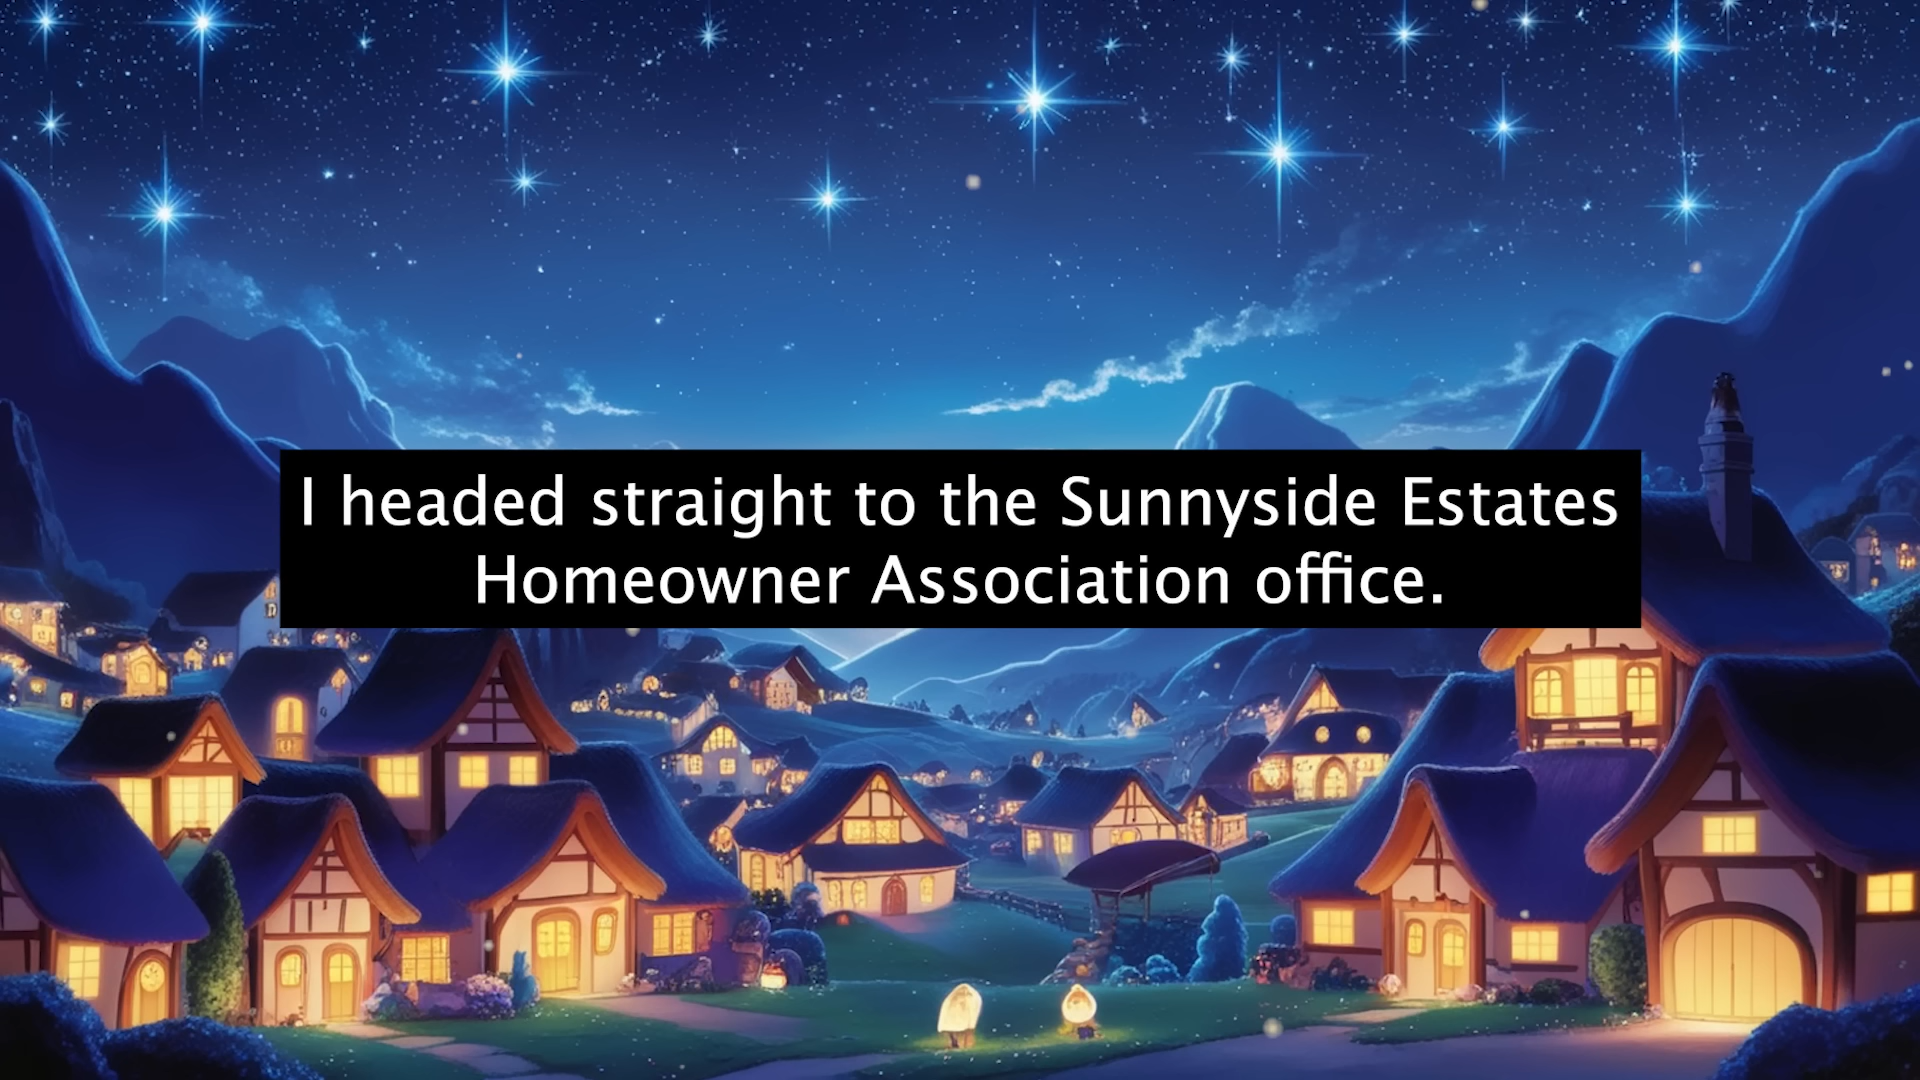 I headed straight to the Sunnyside Estates
Homeowner Association office.